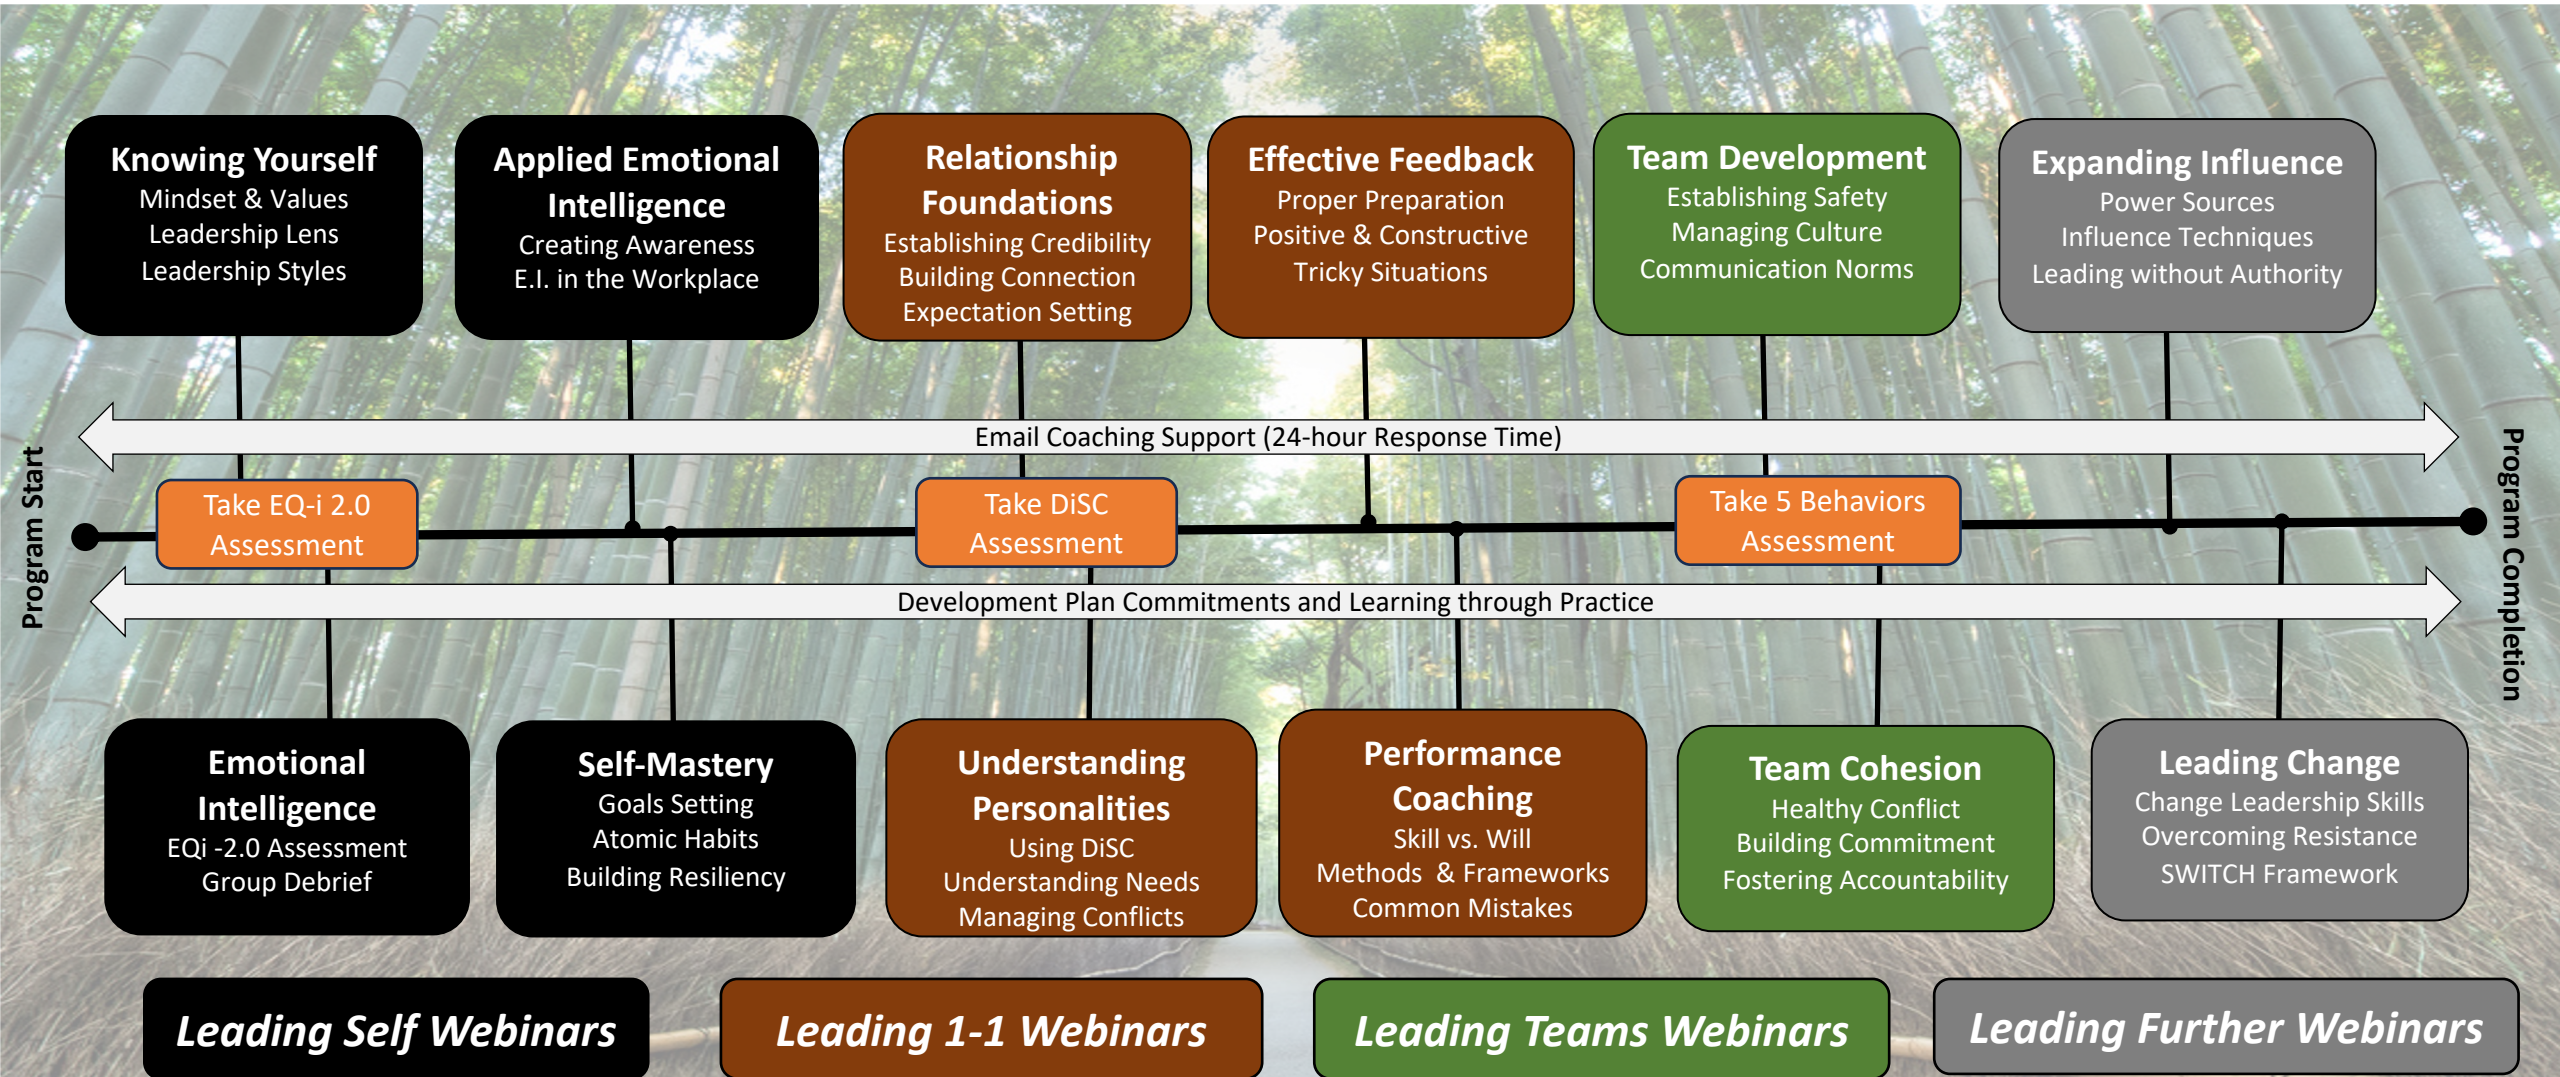 Knowing Yourself
Mindset & Values
Leadership Lens
Leadership Styles
Applied Emotional
Intelligence
Creating Awareness
E.I. in the Workplace
Relationship
Foundations
Establishing Credibility
Building Connection
Expectation Setting
Effective Feedback
Proper Preparation
Positive & Constructive
Tricky Situations
Team Development
Establishing Safety
Managing Culture
Communication Norms
Expanding Influence
Power Sources
Influence Techniques
Leading without Authority
Email Coaching Support (24-hour Response Time)
Program Start
Take EQ-i 2.0
Assessment
Take DiSC
Assessment
Take 5 Behaviors
Assessment
Program Completion
Development Plan Commitments and Learning through Practice
Emotional
Intelligence
EQi -2.0 Assessment
Group Debrief
Self-Mastery
Goals Setting
Atomic Habits
Building Resiliency
Understanding
Personalities
Using DiSC
Understanding Needs
Managing Conflicts
Performance
Coaching
Skill vs. Will
Methods  & Frameworks
Common Mistakes
Team Cohesion
Healthy Conflict
Building Commitment
Fostering Accountability
Leading Change
Change Leadership Skills
Overcoming Resistance
SWITCH Framework
Leading Self Webinars
Leading 1-1 Webinars
Leading Teams Webinars
Leading Further Webinars